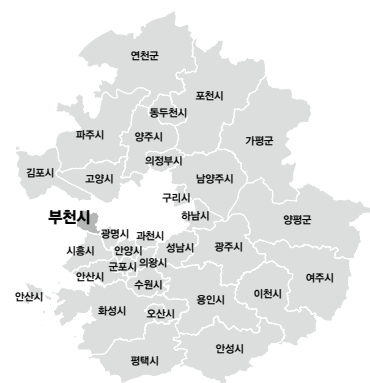 연천군
포천시
동두천시
파주시
양주시
가평군
의정부시
김포시
고양시
남양주시
구리시
부천시
하남시
양평군
광명시
과천시
시흥시
안양시
성남시
광주시
군포시
의왕시
안산시
수원시
여주시
안산시
용인시
이천시
화성시
오산시
안성시
평택시